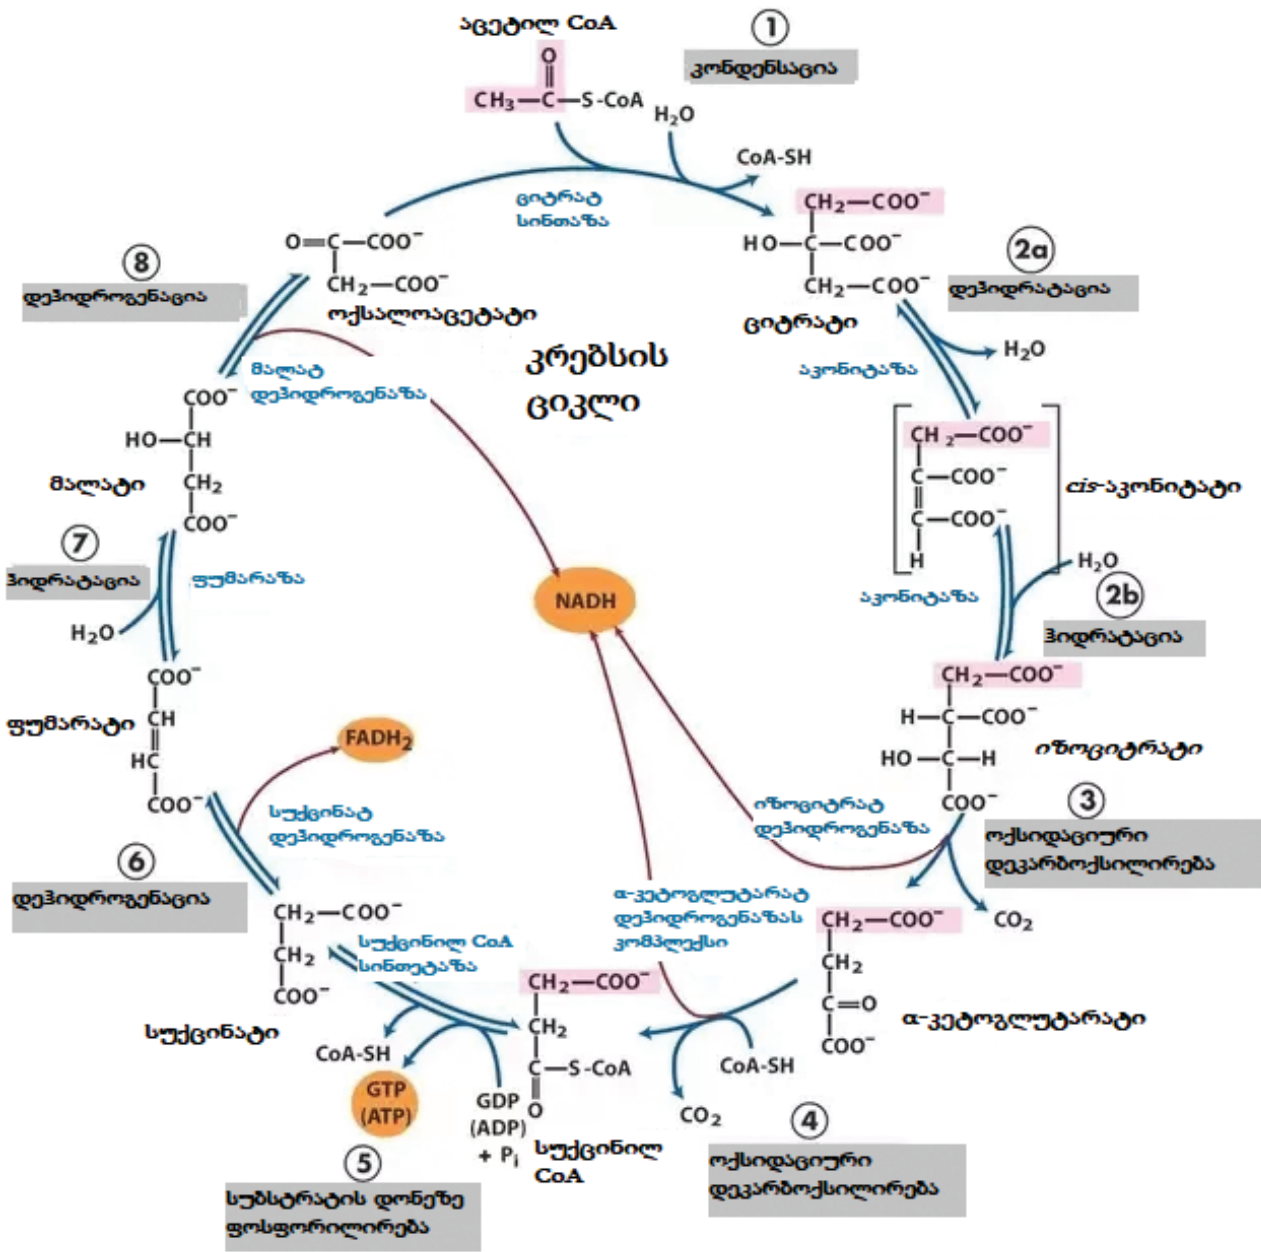 აცეტილ CoA
O
CH₃—C—S-CoA
1
კონდენსაცია
H₂O
CoA-SH
ციტრატ
სინთაზა
CH₂—COO⁻
HO—C—COO⁻
CH₂—COO⁻
ციტრატი
2a
დეჰიდრატაცია
H₂O
აკონიტაზა
CH₂—COO⁻
C—COO⁻
C—COO⁻
H
cis-აკონიტატი
აკონიტაზა
H₂O
2b
ჰიდრატაცია
CH₂—COO⁻
H—C—COO⁻
HO—C—H
COO⁻
იზოციტრატი
3
ოქსიდაციური
დეკარბოქსილირება
იზოციტრატ
დეჰიდროგენაზა
CO₂
CH₂—COO⁻
CH₂
C=O
COO⁻
α-კეტოგლუტარატი
α-კეტოგლუტარატ
დეჰიდროგენაზას
კომპლექსი
CoA-SH
CO₂
4
ოქსიდაციური
დეკარბოქსილირება
CH₂—COO⁻
CH₂
C—S-CoA
O
სუქცინილ
CoA
სუქცინილ CoA
სინთეტაზა
GDP
(ADP)
+ Pᵢ
CoA-SH
GTP
(ATP)
5
სუბსტრატის დონეზე
ფოსფორილირება
CH₂—COO⁻
CH₂
COO⁻
სუქცინატი
6
დეჰიდროგენაცია
სუქცინატ
დეჰიდროგენაზა
FADH₂
COO⁻
CH
HC
COO⁻
ფუმარატი
7
ჰიდრატაცია
H₂O
ფუმარაზა
COO⁻
HO—CH
CH₂
COO⁻
მალატი
8
დეჰიდროგენაცია
მალატ
დეჰიდროგენაზა
O=C—COO⁻
CH₂—COO⁻
ოქსალოაცეტატი
კრებსის
ციკლი
NADH